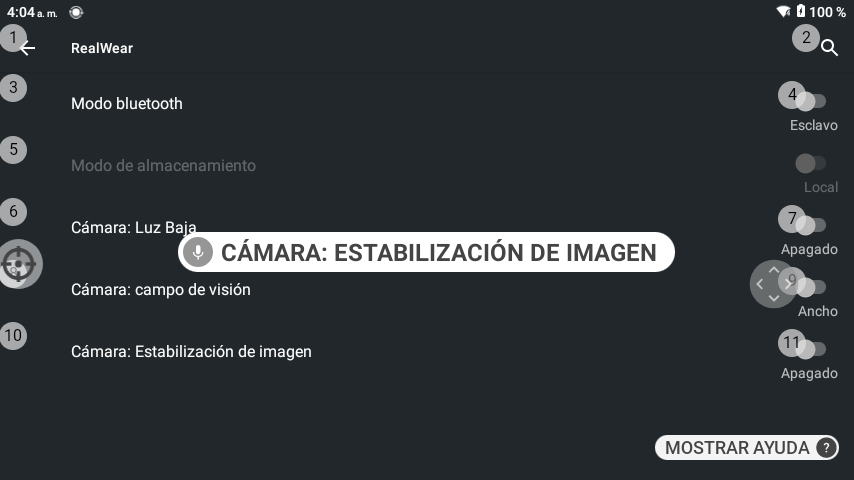 4:04 a. m.
100 %
1
RealWear
2
3
Modo bluetooth
4
Esclavo
5
Modo de almacenamiento
Local
6
Cámara: Luz Baja
7
Apagado
CÁMARA: ESTABILIZACIÓN DE IMAGEN
Cámara: campo de visión
9
Ancho
10
Cámara: Estabilización de imagen
11
Apagado
MOSTRAR AYUDA ?